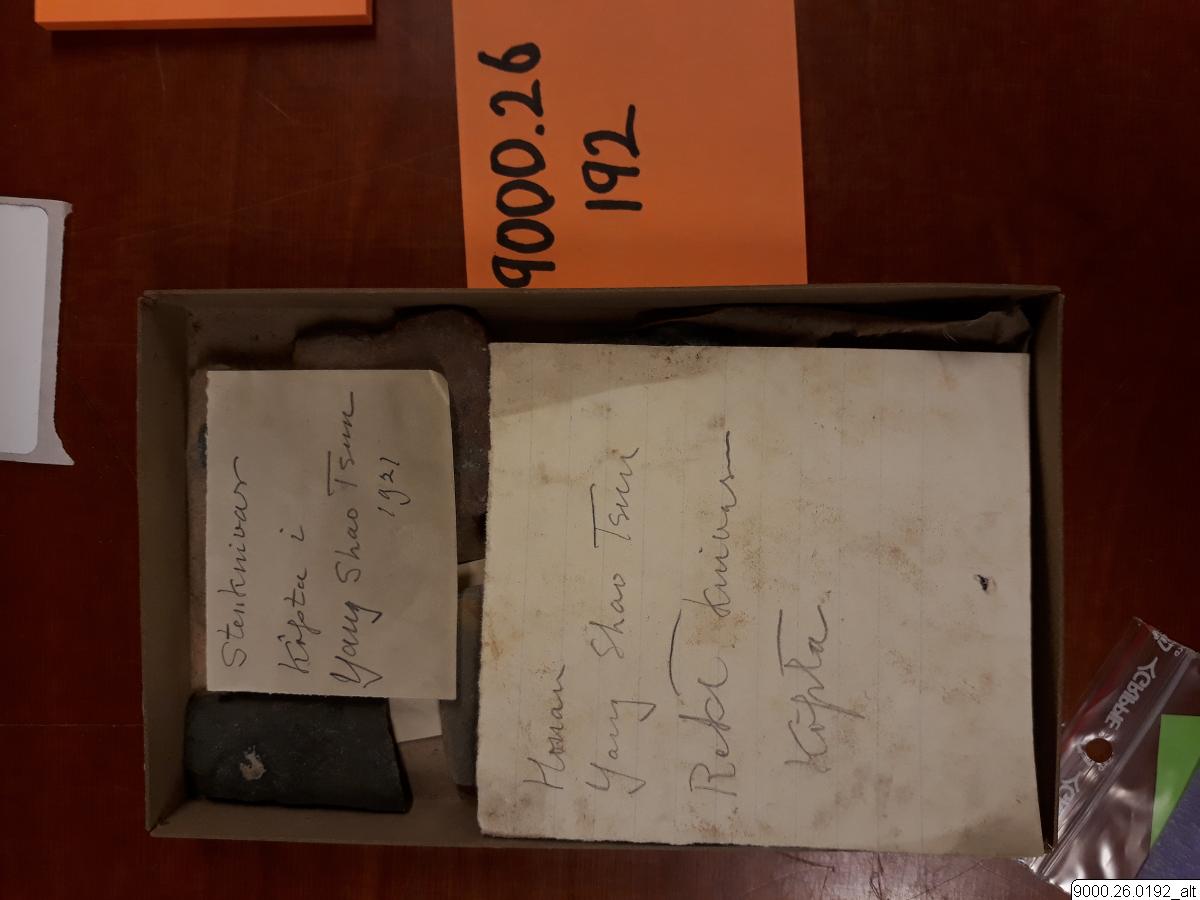 9000.26
192
Stenknivar
Köpta i
Yang Shao Tsun
1921
Honan
Yang Shao Tsun
Rekt. knivar
Köpta
GRIPPIE
9000.26.0192_alt